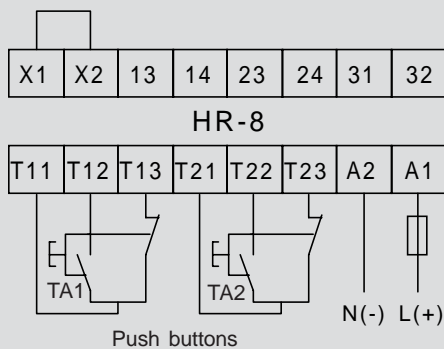 X1 X2 13 14 23 24 31 32
HR-8
T11 T12 T13 T21 T22 T23 A2 A1
TA1 TA2
N(-) L(+)
Push buttons